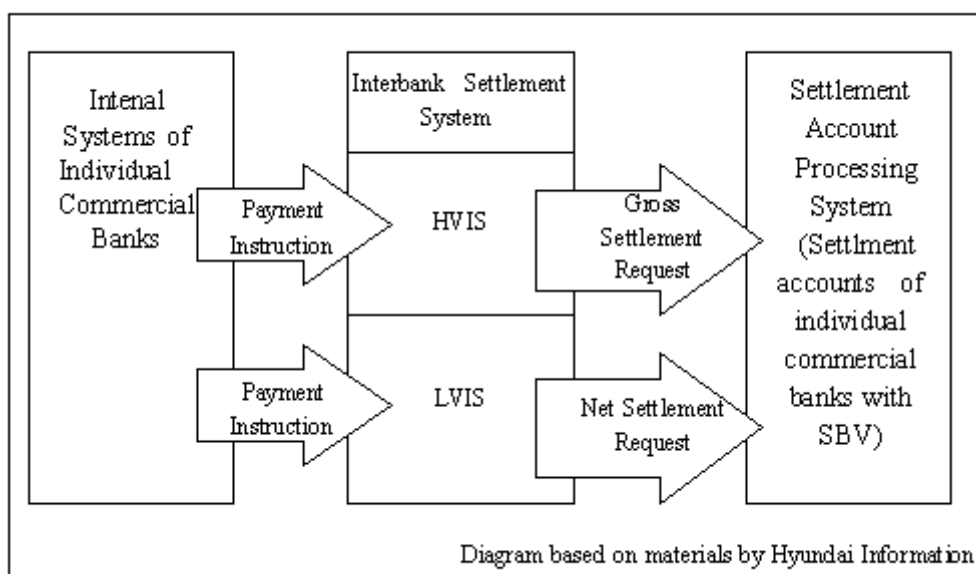 Intenal
Systems of
Individual
Commercial
Banks
Payment
Instruction
Payment
Instruction
Interbank Settlement
System
HVIS
LVIS
Gross
Settlement
Request
Net Settlement
Request
Settlement
Account
Processing
System
(Settlment
accounts of
individual
commercial
banks with
SBV)
Diagram based on materials by Hyundai Information